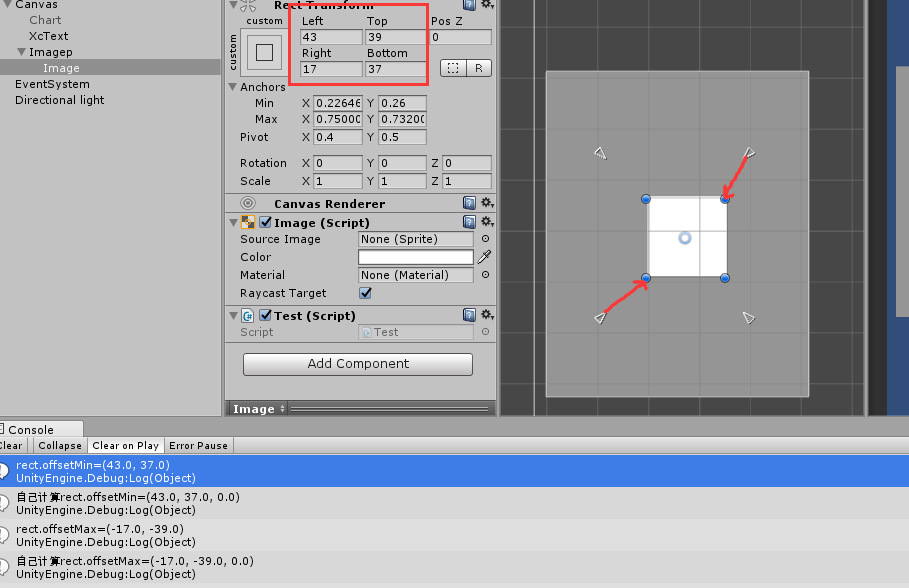 Canvas
Chart
XcText
Imagep
Image
EventSystem
Directional light
Rect Transform
custom
custom
Left Top Pos Z
43 39 0
Right Bottom
17 37
R
Anchors
Min X 0.2264 Y 0.26
Max X 0.7500 Y 0.7320
Pivot X 0.4 Y 0.5
Rotation X 0 Y 0 Z 0
Scale X 1 Y 1 Z 1
Canvas Renderer
Image (Script)
Source Image None (Sprite)
Color
Material None (Material)
Raycast Target
Test (Script)
Script Test
Add Component
Image
Console
Clear Collapse Clear on Play Error Pause
rect.offsetMin=(43.0, 37.0)
UnityEngine.Debug:Log(Object)
自己计算rect.offsetMin=(43.0, 37.0, 0.0)
UnityEngine.Debug:Log(Object)
rect.offsetMax=(-17.0, -39.0)
UnityEngine.Debug:Log(Object)
自己计算rect.offsetMax=(-17.0, -39.0, 0.0)
UnityEngine.Debug:Log(Object)